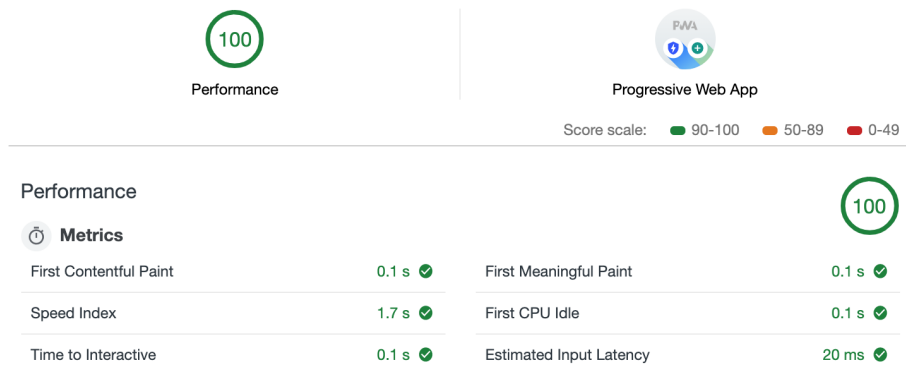 100
PWA
Performance
Progressive Web App
Score scale: 90-100 50-89 0-49
Performance
100
Metrics
First Contentful Paint 0.1 s
First Meaningful Paint 0.1 s
Speed Index 1.7 s
First CPU Idle 0.1 s
Time to Interactive 0.1 s
Estimated Input Latency 20 ms